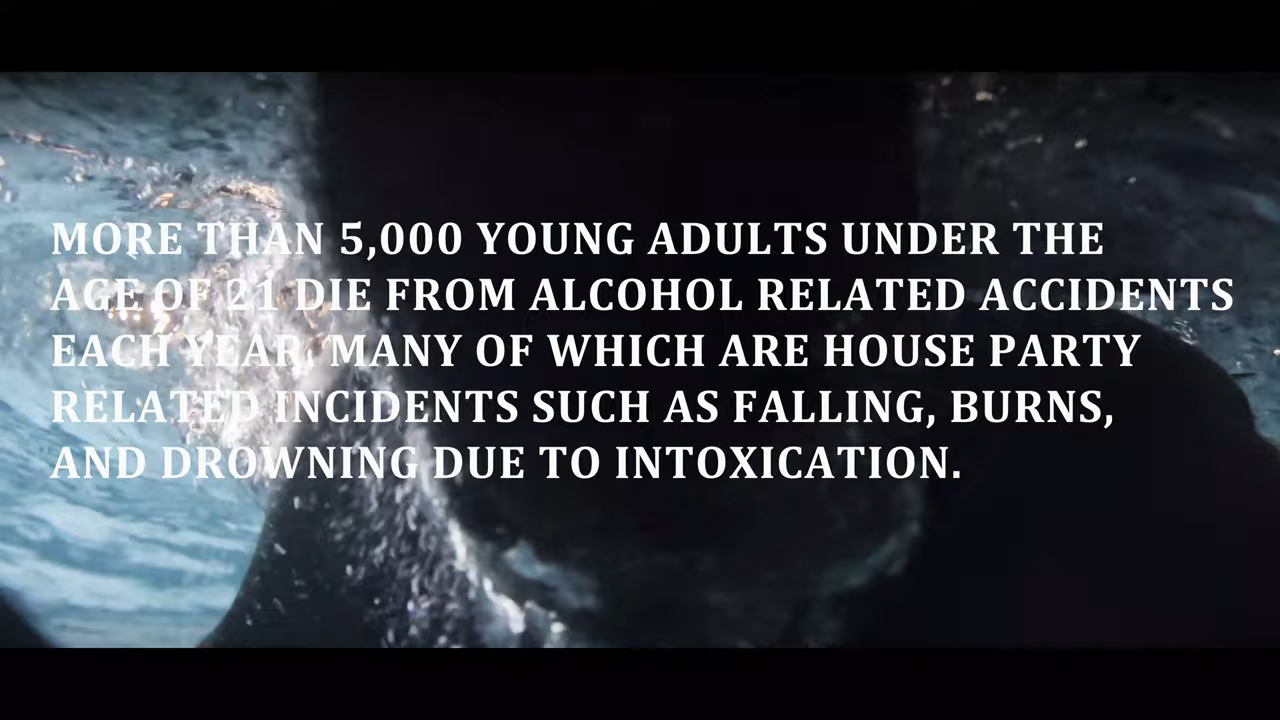 MORE THAN 5,000 YOUNG ADULTS UNDER THE
AGE OF 21 DIE FROM ALCOHOL RELATED ACCIDENTS
EACH YEAR, MANY OF WHICH ARE HOUSE PARTY
RELATED INCIDENTS SUCH AS FALLING, BURNS,
AND DROWNING DUE TO INTOXICATION.